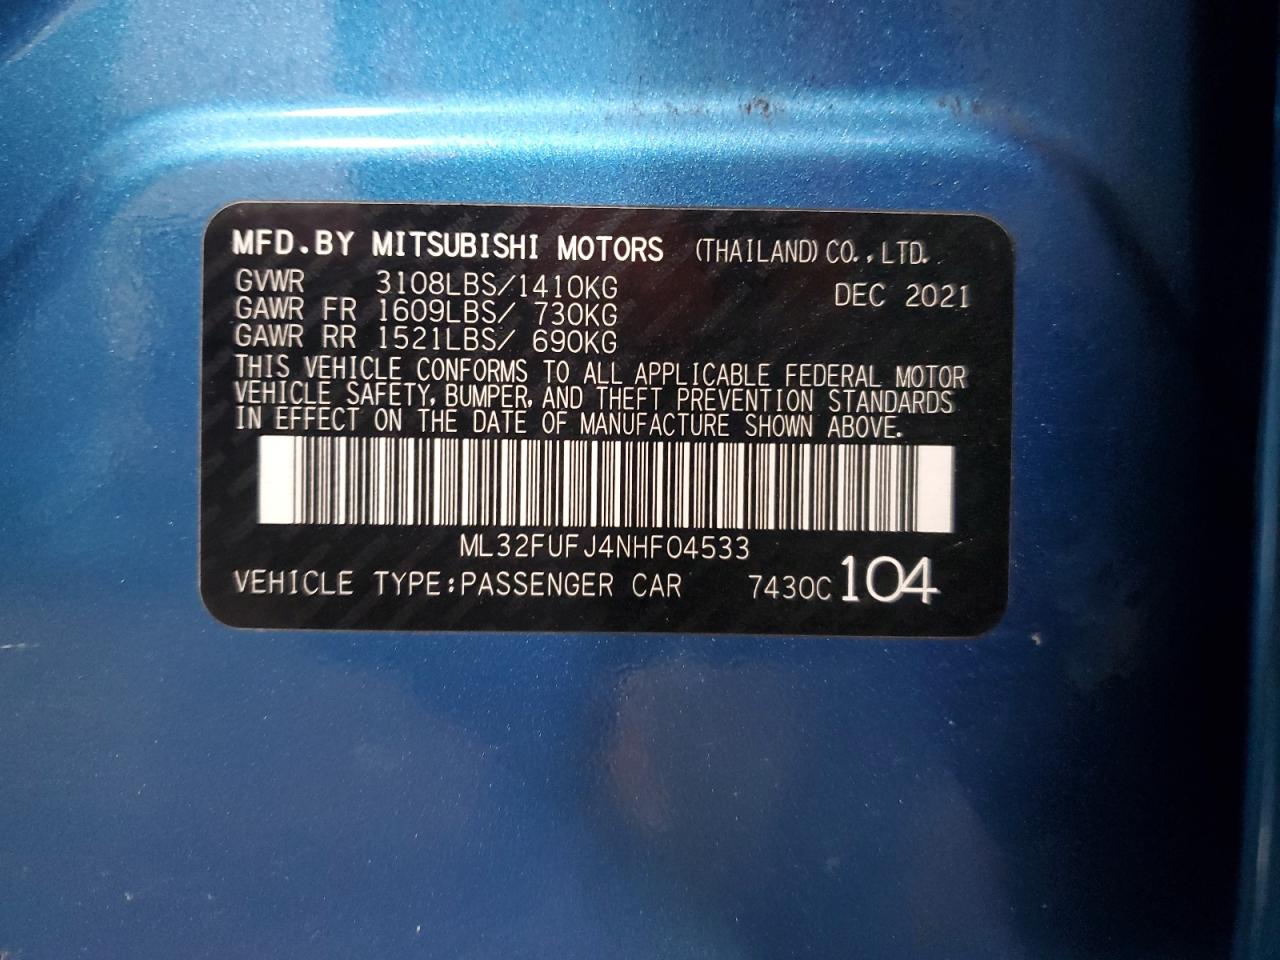 MFD.BY MITSUBISHI MOTORS (THAILAND) CO.,LTD.
GVWR 3108LBS/1410KG DEC 2021
GAWR FR 1609LBS/ 730KG
GAWR RR 1521LBS/ 690KG
THIS VEHICLE CONFORMS TO ALL APPLICABLE FEDERAL MOTOR
VEHICLE SAFETY, BUMPER, AND THEFT PREVENTION STANDARDS
IN EFFECT ON THE DATE OF MANUFACTURE SHOWN ABOVE.
ML32FUFJ4NHF04533
VEHICLE TYPE:PASSENGER CAR 7430C 104